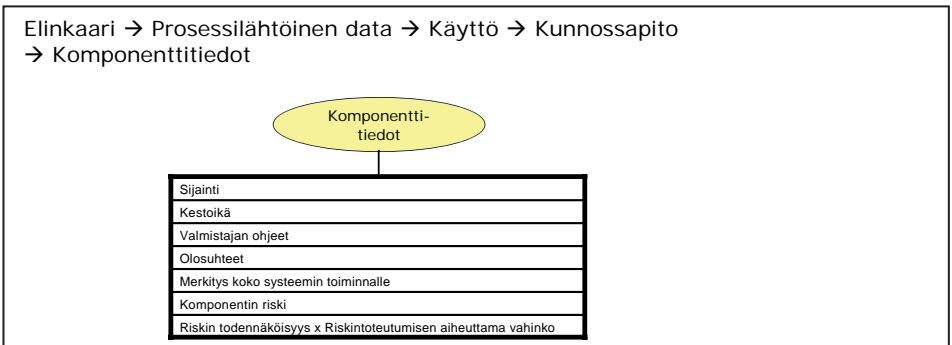 Elinkaari → Prosessilähtöinen data → Käyttö → Kunnossapito
→ Komponenttitiedot
Komponentti-
tiedot
Sijainti
Kestoikä
Valmistajan ohjeet
Olosuhteet
Merkitys koko systeemin toiminnalle
Komponentin riski
Riskin todennäköisyys x Riskintoteutumisen aiheuttama vahinko